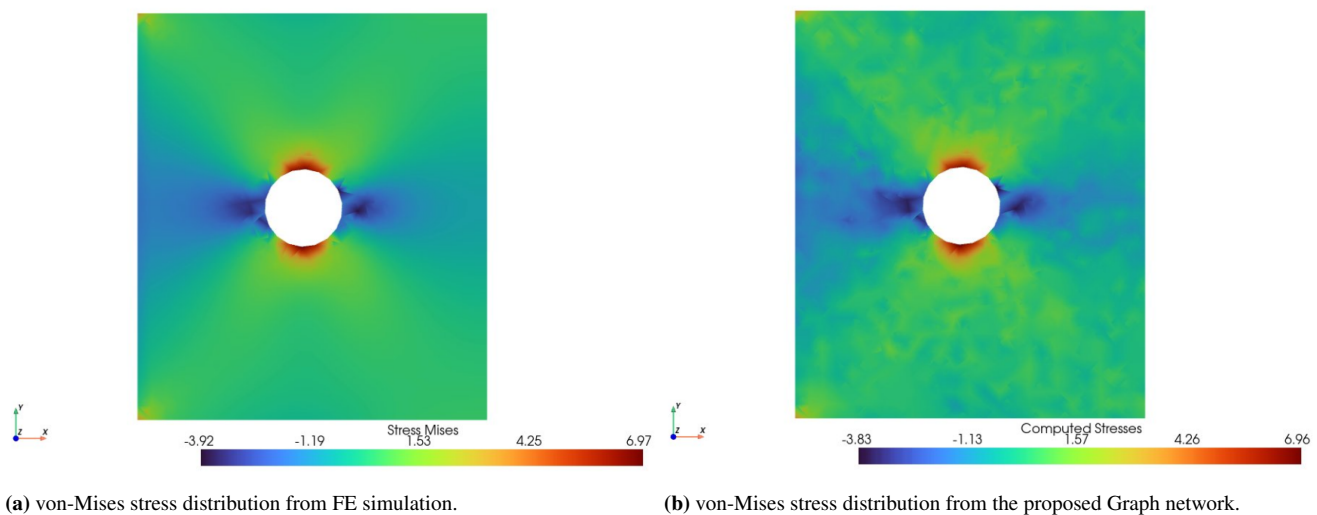 Y
Z X
Stress Mises
-3.92 -1.19 1.53 4.25 6.97
(a) von-Mises stress distribution from FE simulation.
Y
Z X
Computed Stresses
-3.83 -1.13 1.57 4.26 6.96
(b) von-Mises stress distribution from the proposed Graph network.